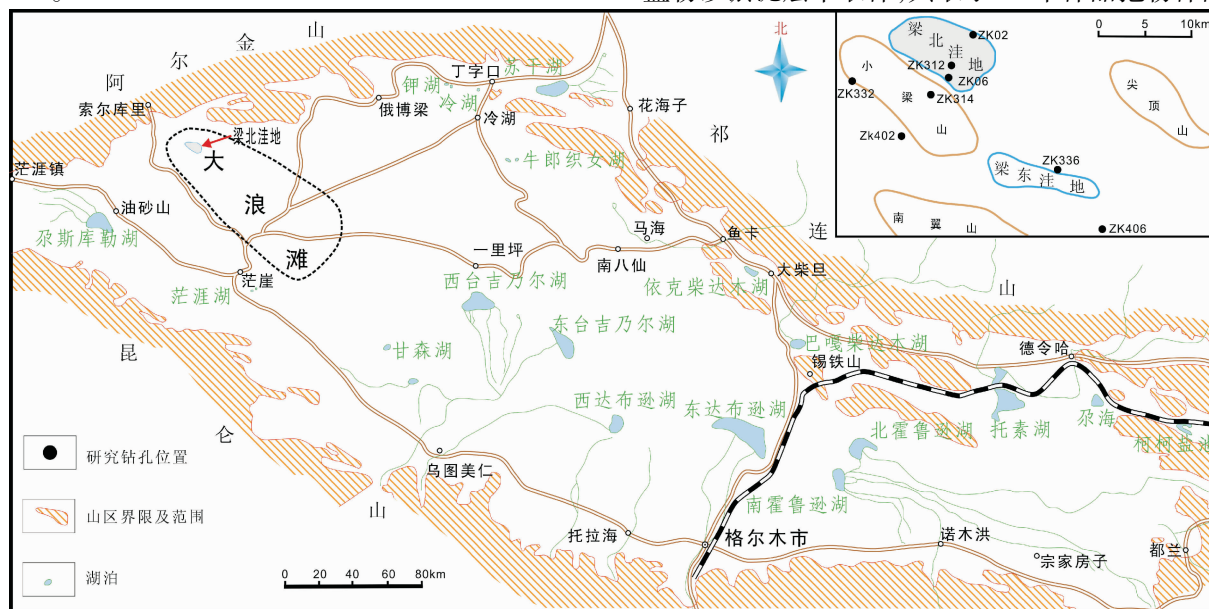 山
金
尔
阿
北
祁
连
山
昆
仑
山
索尔库里
梁北洼地
大
浪
滩
茫涯镇
油砂山
尕斯库勒湖
茫崖
茫涯湖
俄博梁
钾湖
冷湖
丁字口
苏干湖
冷湖
花海子
牛郎织女湖
马海
鱼卡
一里坪
南八仙
西台吉乃尔湖
东台吉乃尔湖
依克柴达木湖
大柴旦
巴嘎柴达木湖
锡铁山
德令哈
甘森湖
西达布逊湖
东达布逊湖
北霍鲁逊湖
托素湖
尕海
柯柯盐池
乌图美仁
南霍鲁逊湖
托拉海
格尔木市
诺木洪
宗家房子
都兰
研究钻孔位置
山区界限及范围
湖泊
0 20 40 60 80km
梁北洼地
ZK02
0 5 10km
ZK312
ZK06
小梁山
ZK332
ZK314
Zk402
尖顶山
ZK336
梁东洼地
南翼山
ZK406